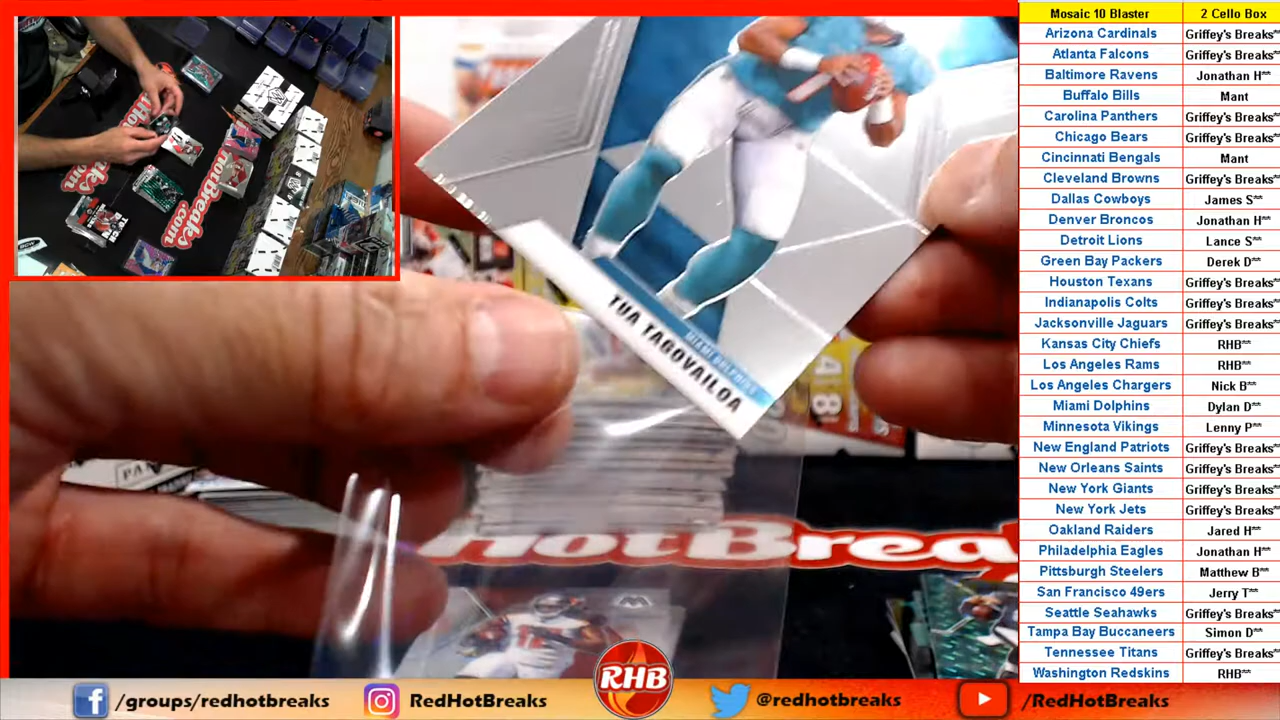 Mosaic 10 Blaster 2 Cello Box
Arizona Cardinals Griffey's Breaks**
Atlanta Falcons Griffey's Breaks**
Baltimore Ravens Jonathan H**
Buffalo Bills Mant
Carolina Panthers Griffey's Breaks**
Chicago Bears Griffey's Breaks**
Cincinnati Bengals Mant
Cleveland Browns Griffey's Breaks**
Dallas Cowboys James S**
Denver Broncos Jonathan H**
Detroit Lions Lance S**
Green Bay Packers Derek D**
Houston Texans Griffey's Breaks**
Indianapolis Colts Griffey's Breaks**
Jacksonville Jaguars Griffey's Breaks**
Kansas City Chiefs RHB**
Los Angeles Rams RHB**
Los Angeles Chargers Nick B**
Miami Dolphins Dylan D**
Minnesota Vikings Lenny P**
New England Patriots Griffey's Breaks**
New Orleans Saints Griffey's Breaks**
New York Giants Griffey's Breaks**
New York Jets Griffey's Breaks**
Oakland Raiders Jared H**
Philadelphia Eagles Jonathan H**
Pittsburgh Steelers Matthew B**
San Francisco 49ers Jerry T**
Seattle Seahawks Griffey's Breaks**
Tampa Bay Buccaneers Simon D**
Tennessee Titans Griffey's Breaks**
Washington Redskins RHB**
MIAMI DOLPHINS
TUA TAGOVAILOA
HotBrea
RHB
/groups/redhotbreaks
RedHotBreaks
@redhotbreaks
/RedHotBreaks